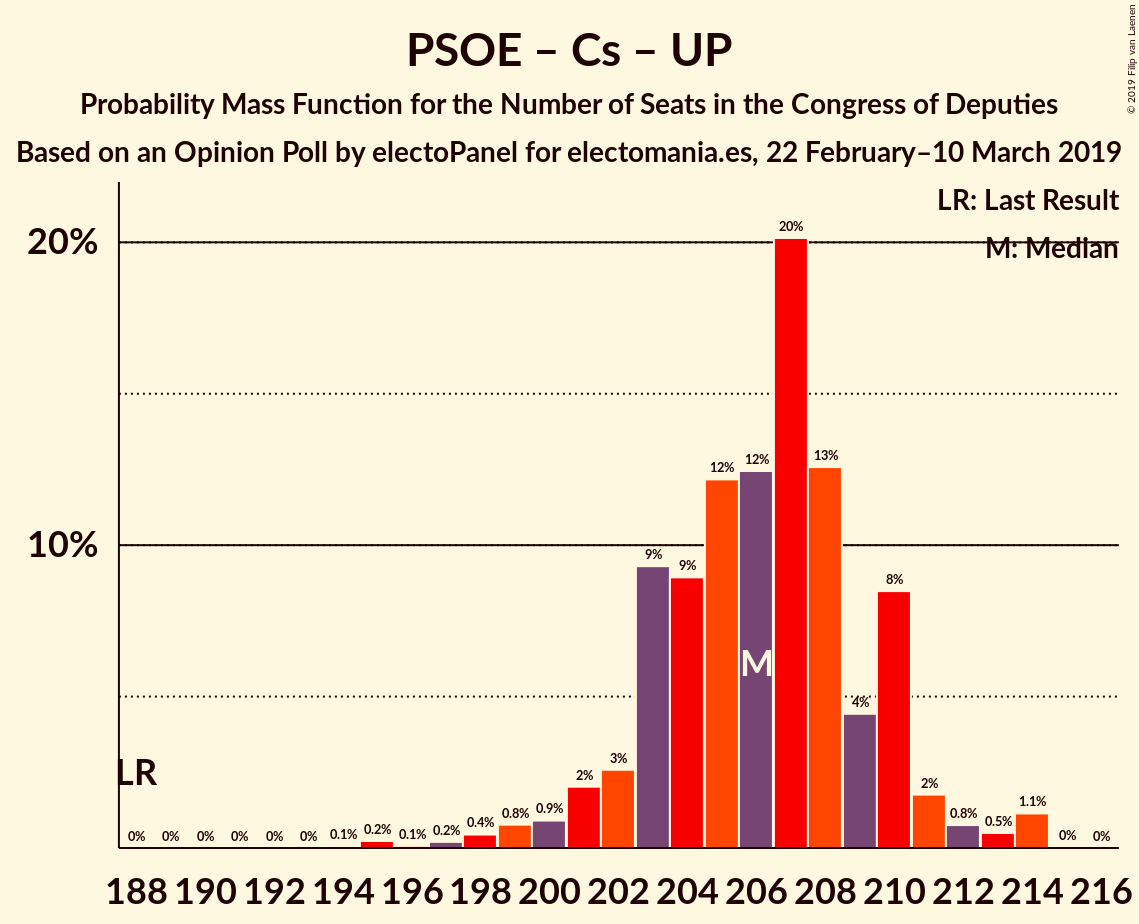 PSOE – Cs – UP
Probability Mass Function for the Number of Seats in the Congress of Deputies
Based on an Opinion Poll by electoPanel for electomania.es, 22 February–10 March 2019
© 2019 Filip van Laenen
LR: Last Result
M: Median
20%
10%
LR
M
0% 0% 0% 0% 0% 0% 0.1% 0.2% 0.1% 0.2% 0.4% 0.8% 0.9% 2% 3% 9% 9% 12% 12% 20% 13% 4% 8% 2% 0.8% 0.5% 1.1% 0% 0%
188 190 192 194 196 198 200 202 204 206 208 210 212 214 216